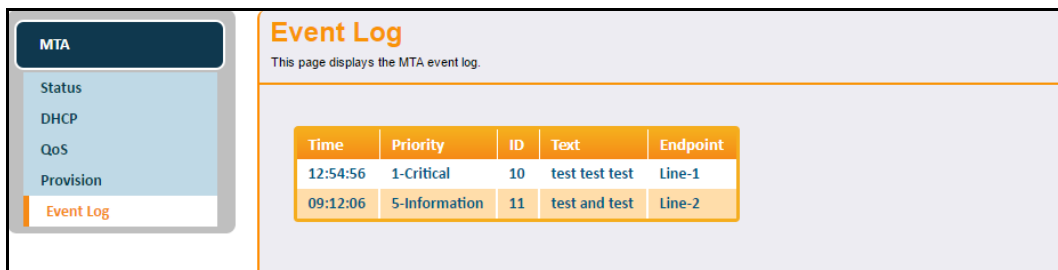 MTA
Status
DHCP
QoS
Provision
Event Log
Event Log
This page displays the MTA event log.
Time Priority ID Text Endpoint
12:54:56 1-Critical 10 test test test Line-1
09:12:06 5-Information 11 test and test Line-2